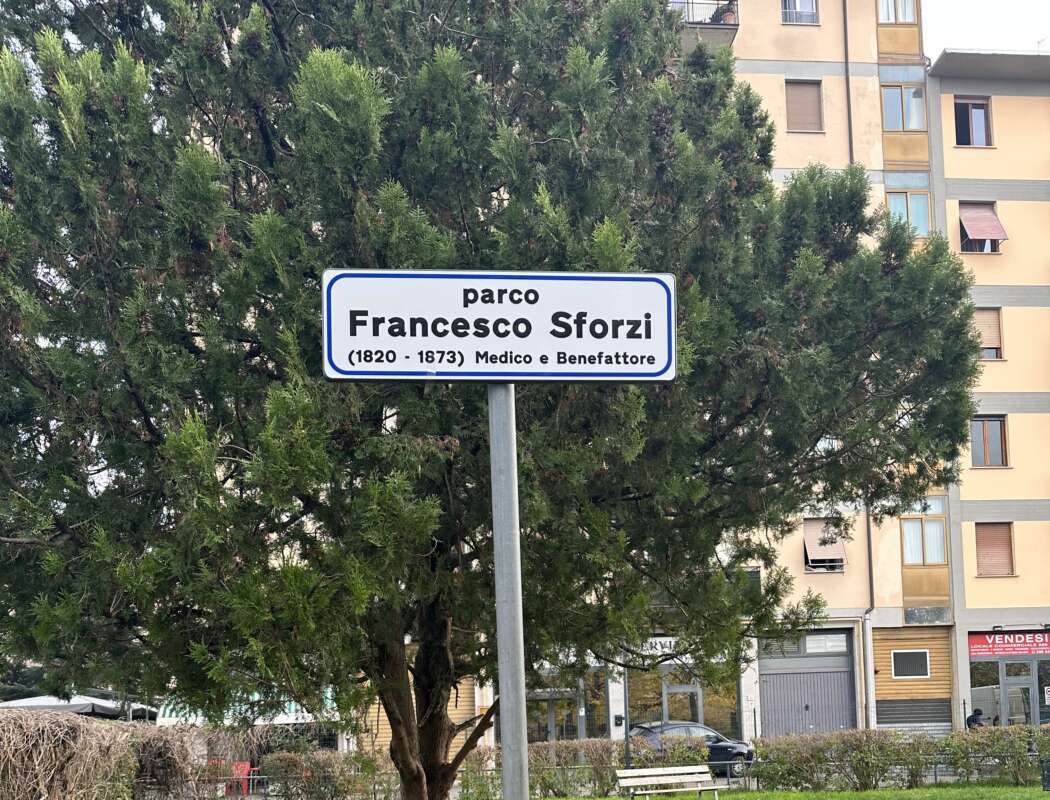 parco
Francesco Sforzi
(1820 - 1873) Medico e Benefattore
VENDESI